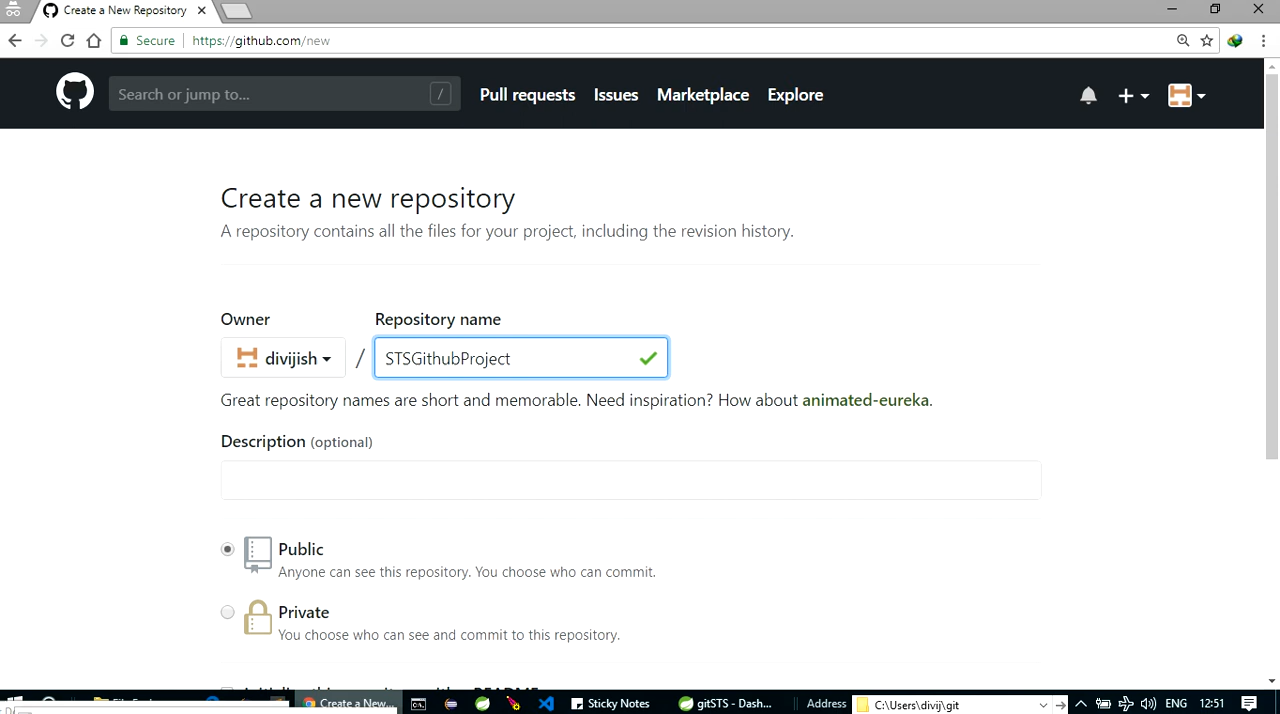 Create a New Repository
Secure https://github.com/new
Search or jump to... /
Pull requests Issues Marketplace Explore
Create a new repository
A repository contains all the files for your project, including the revision history.
Owner Repository name
divijish / STSGithubProject
Great repository names are short and memorable. Need inspiration? How about animated-eureka.
Description (optional)
Public
Anyone can see this repository. You choose who can commit.
Private
You choose who can see and commit to this repository.
Create a New... Sticky Notes gitSTS - Dash... Address C:\Users\divij\git ENG 12:51